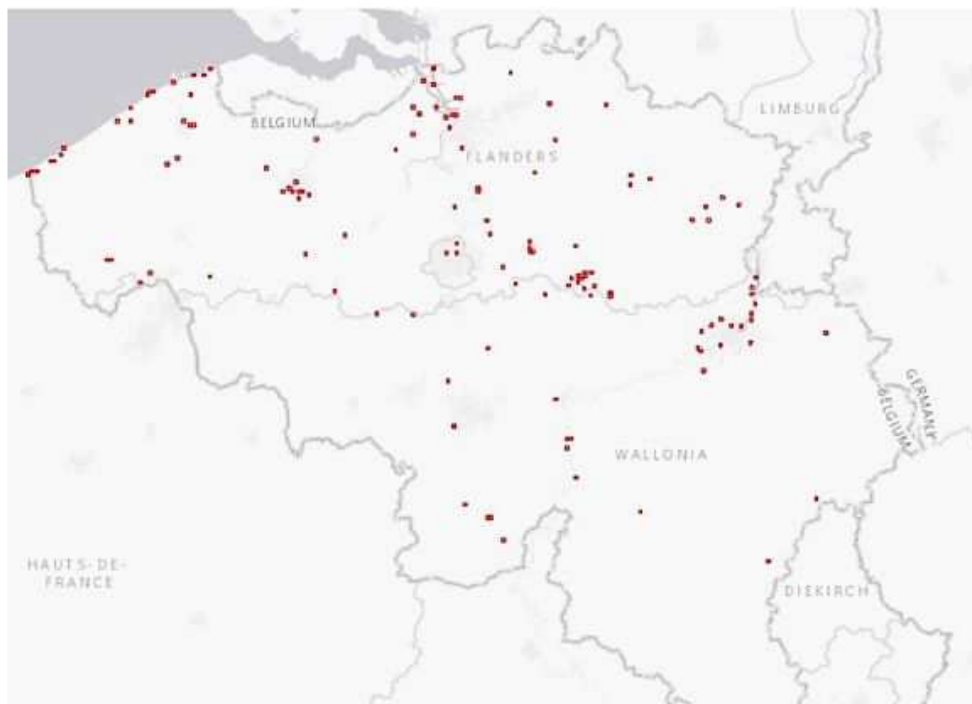 LIMBURG
BELGIUM
FLANDERS
GERMANY
BELGIUM
WALLONIA
HAUTS-DE-
FRANCE
DIEKIRCH